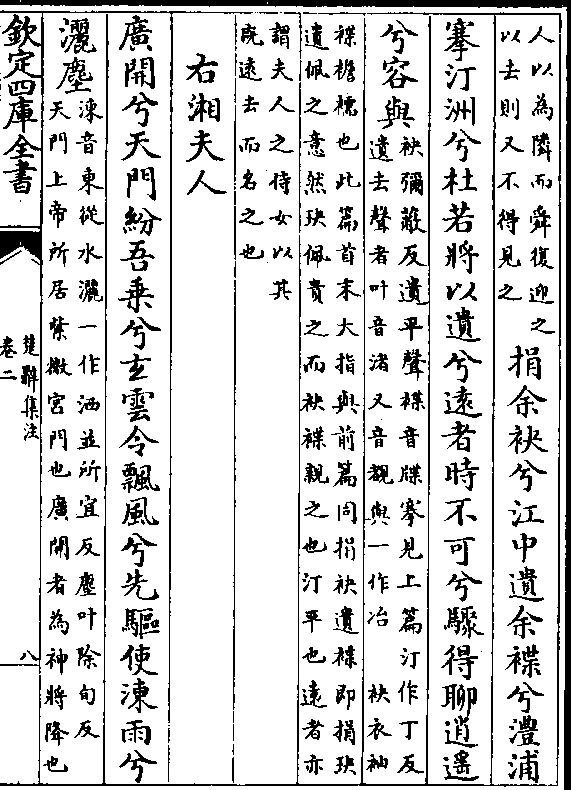 人以為隣而舜復迎之
以去則又不得見之
捐余袂兮江中遺余褋兮澧浦
搴汀洲兮杜若將以遺兮遠者時不可兮驟得聊逍遥
兮容與
袂彌蔽反遺平聲褋音牒搴見上篇汀作丁反
遺去聲者叶音渚又音覩與一作冶　袂衣袖
褋襜襦也此篇首末大指與前篇同捐袂遺褋即捐玦
遺佩之意然玦佩貴之而袂褋親之也汀平也遠者亦
謂夫人之侍女以其
既遠去而名之也
右湘夫人
廣開兮天門紛吾乗兮玄雲令飄風兮先驅使涷雨兮
灑塵
涷音東從水灑一作洒並所宜反塵叶除旬反
天門上帝所居紫微宮門也廣開者為神將降也
欽定四庫全書
楚辭集注
卷二
八